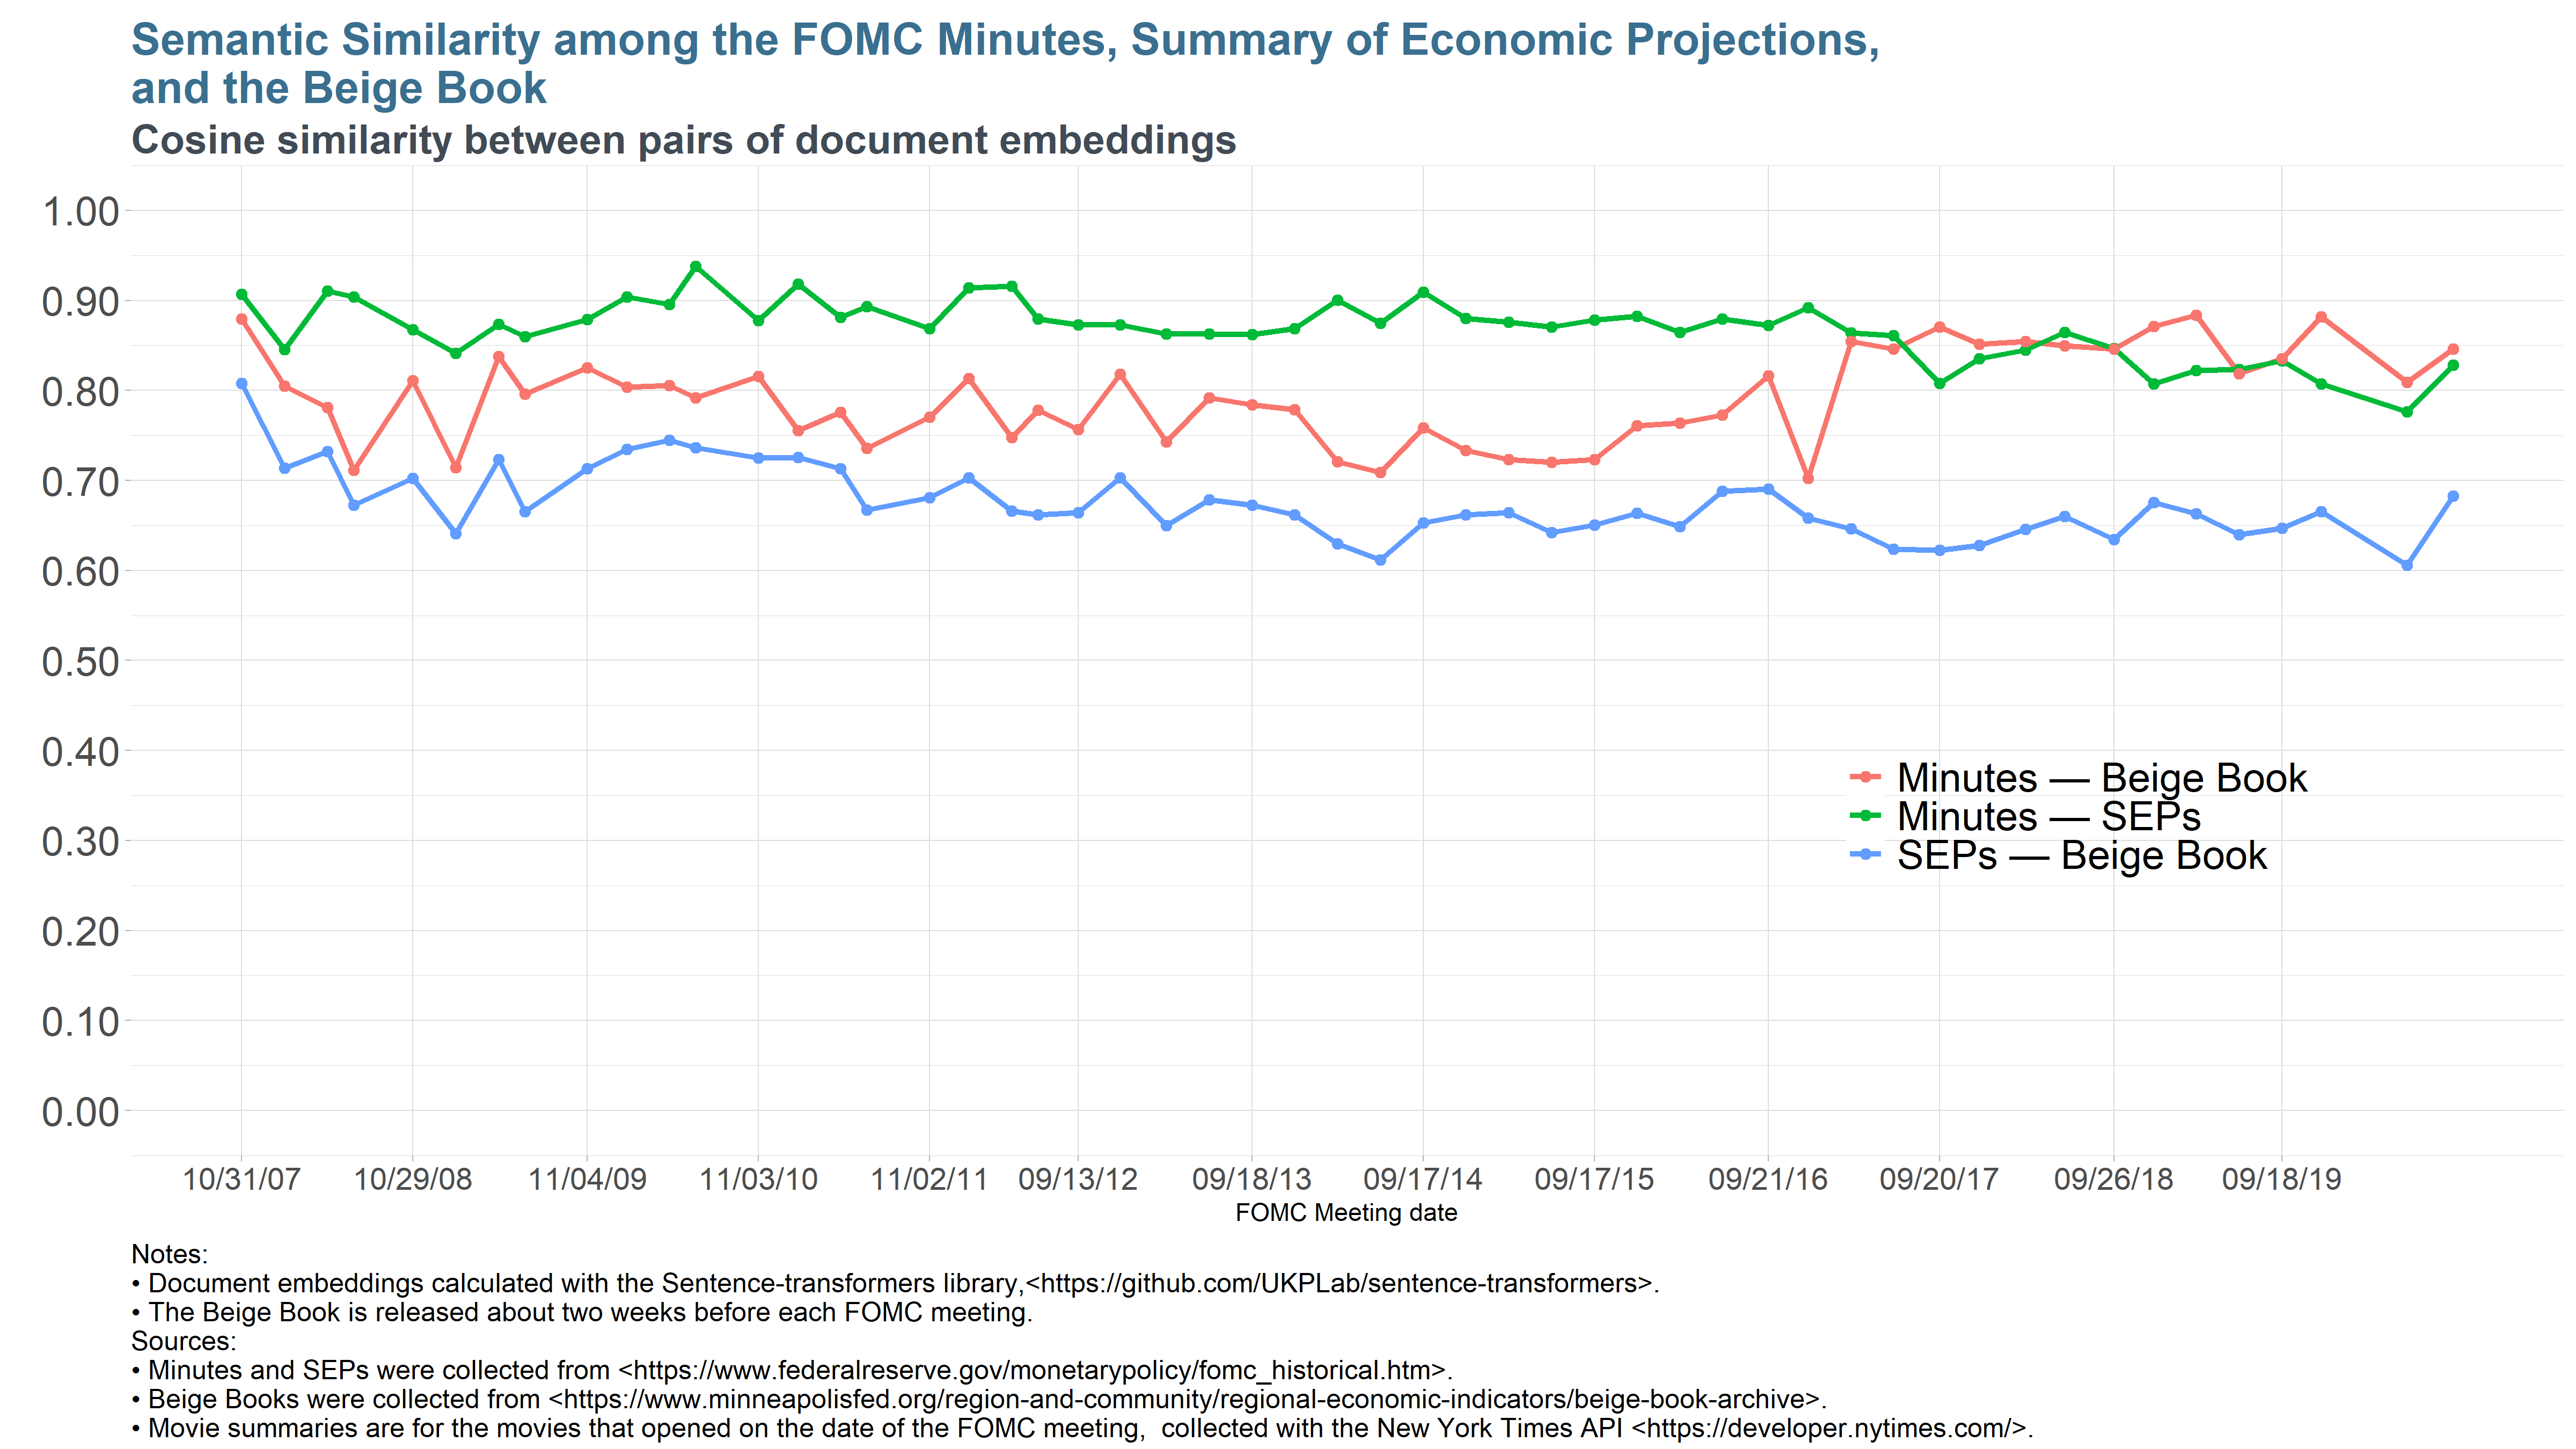 Semantic Similarity among the FOMC Minutes, Summary of Economic Projections,
and the Beige Book
Cosine similarity between pairs of document embeddings
1.00
0.90
0.80
0.70
0.60
0.50
0.40
0.30
0.20
0.10
0.00
Minutes — Beige Book
Minutes — SEPs
SEPs — Beige Book
10/31/07 10/29/08 11/04/09 11/03/10 11/02/11 09/13/12 09/18/13 09/17/14 09/17/15 09/21/16 09/20/17 09/26/18 09/18/19
FOMC Meeting date
Notes:
• Document embeddings calculated with the Sentence-transformers library,<https://github.com/UKPLab/sentence-transformers>.
• The Beige Book is released about two weeks before each FOMC meeting.
Sources:
• Minutes and SEPs were collected from <https://www.federalreserve.gov/monetarypolicy/fomc_historical.htm>.
• Beige Books were collected from <https://www.minneapolisfed.org/region-and-community/regional-economic-indicators/beige-book-archive>.
• Movie summaries are for the movies that opened on the date of the FOMC meeting,  collected with the New York Times API <https://developer.nytimes.com/>.